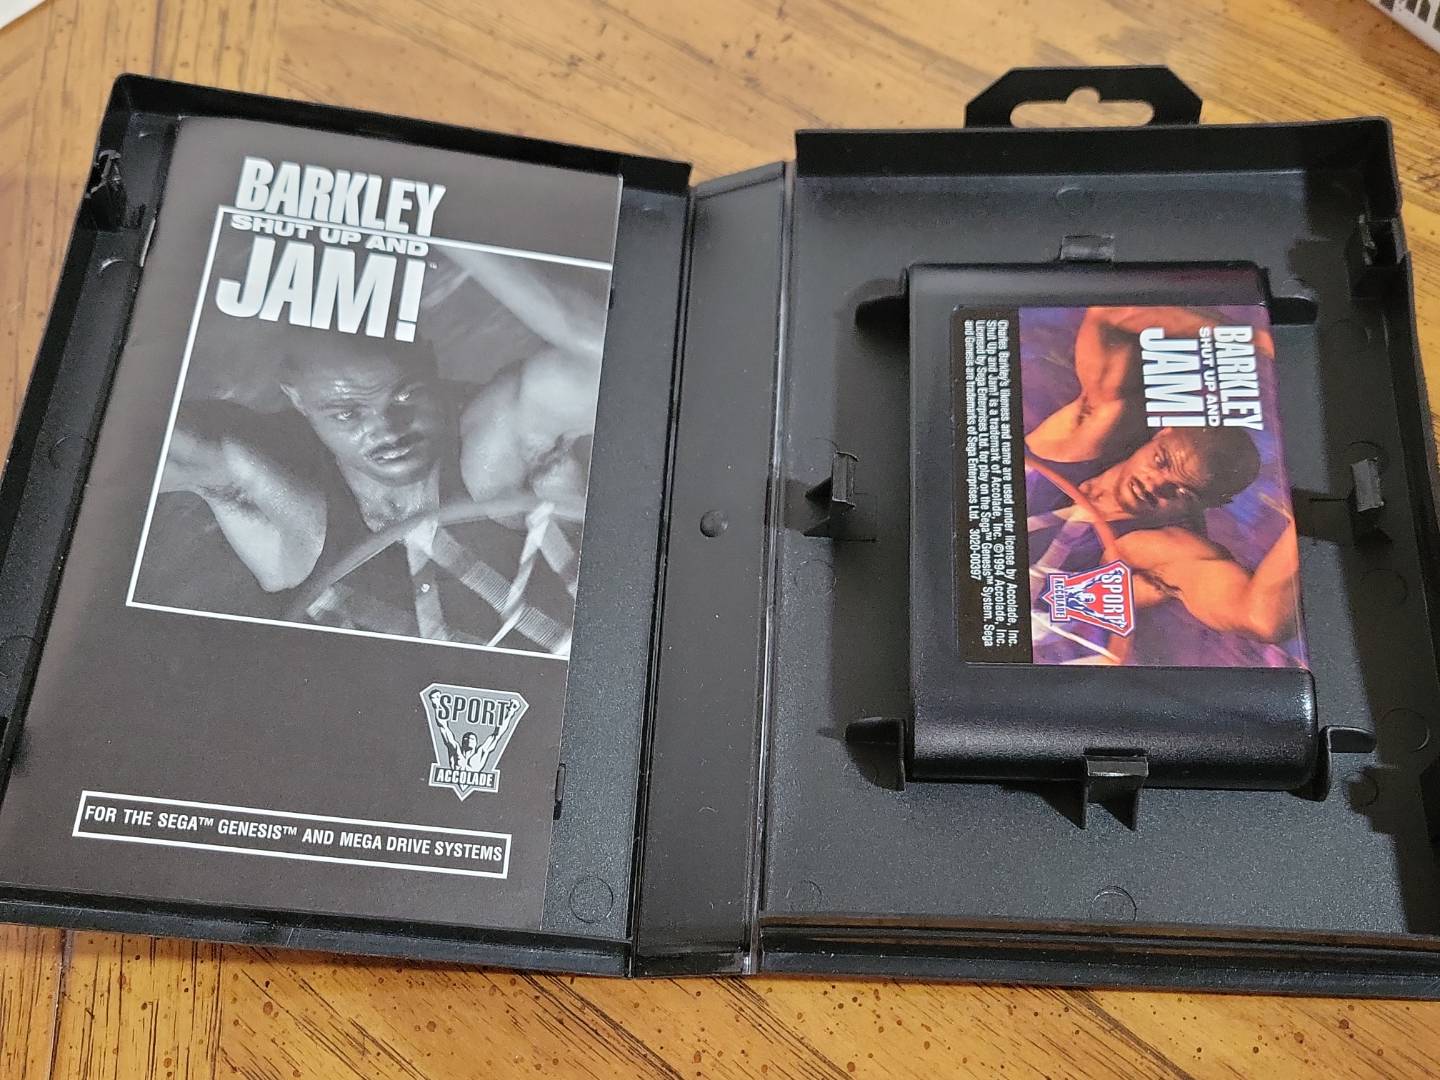 BARKLEY
SHUT UP AND
JAM!™
SPORT
ACCOLADE
FOR THE SEGA™ GENESIS™ AND MEGA DRIVE SYSTEMS
BARKLEY
SHUT UP AND
JAM!
SPORT
ACCOLADE
Charles Barkley's likeness and name are used under license by Accolade, Inc.
Shut Up and Jam! is a trademark of Accolade, Inc. ©1994 Accolade, Inc.
Licensed by Sega Enterprises Ltd. for play on the Sega™ Genesis™ System. Sega
and Genesis are trademarks of Sega Enterprises Ltd. 3020-00397